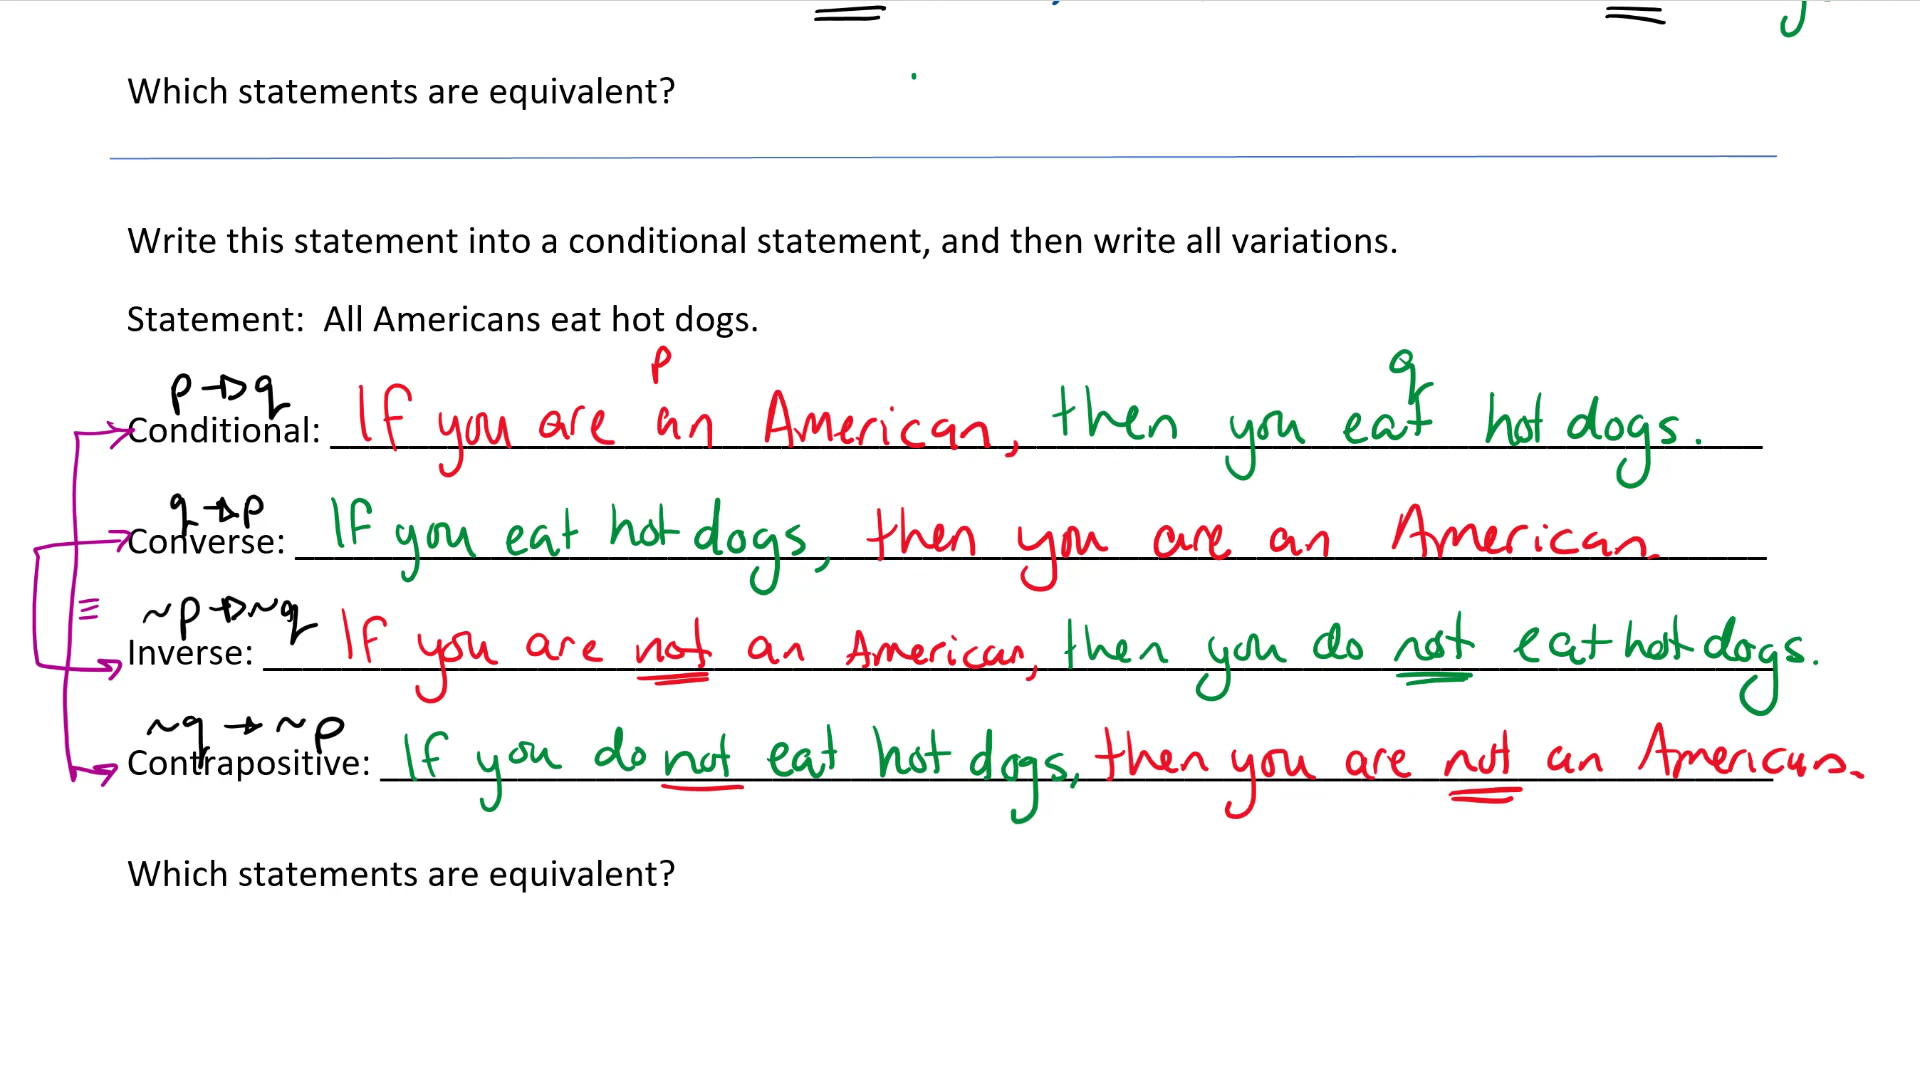 Which statements are equivalent?
Write this statement into a conditional statement, and then write all variations.
Statement: All Americans eat hot dogs.
p q
p → q
Conditional: If you are an American, then you eat hot dogs.
q → p
Converse: If you eat hot dogs, then you are an American.
≡
~p → ~q
Inverse: If you are not an American, then you do not eat hot dogs.
~q → ~p
Contrapositive: If you do not eat hot dogs, then you are not an American.
Which statements are equivalent?